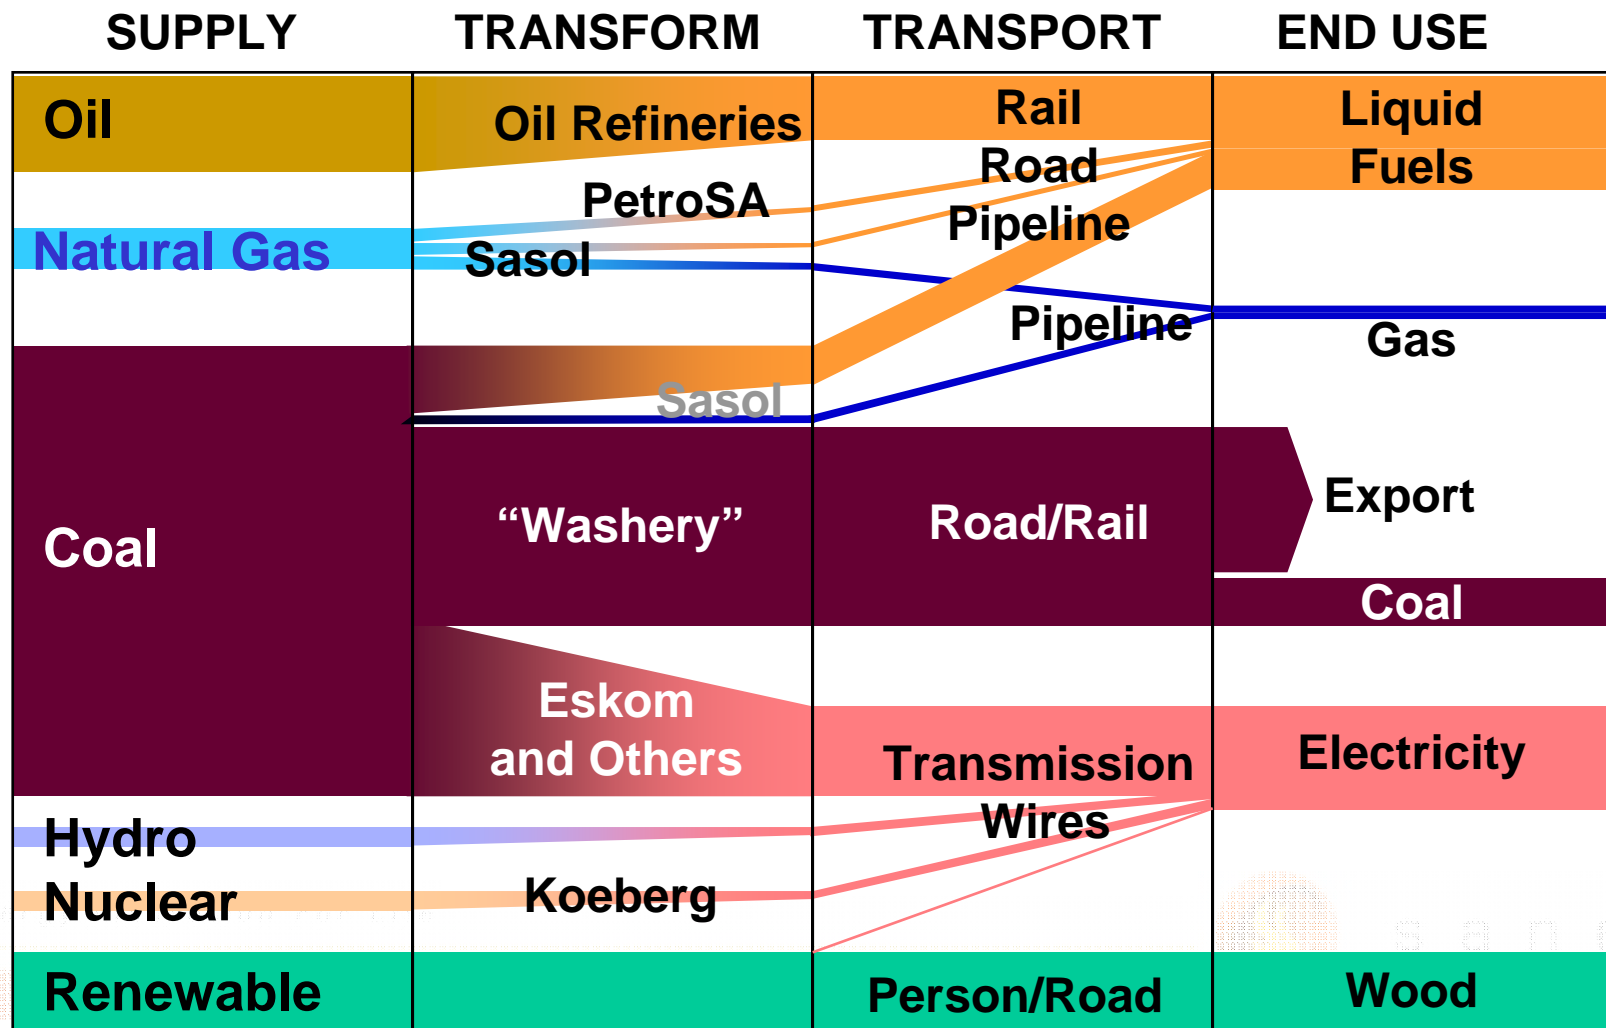 SUPPLY TRANSFORM TRANSPORT END USE
Oil
Oil Refineries
Rail
Road
Pipeline
Liquid
Fuels
PetroSA
Natural Gas
Sasol
Pipeline
Gas
Sasol
Coal
“Washery”
Road/Rail
Export
Coal
Eskom
and Others
Transmission
Wires
Electricity
Hydro
Nuclear
Koeberg
Renewable
Person/Road
Wood
s a n